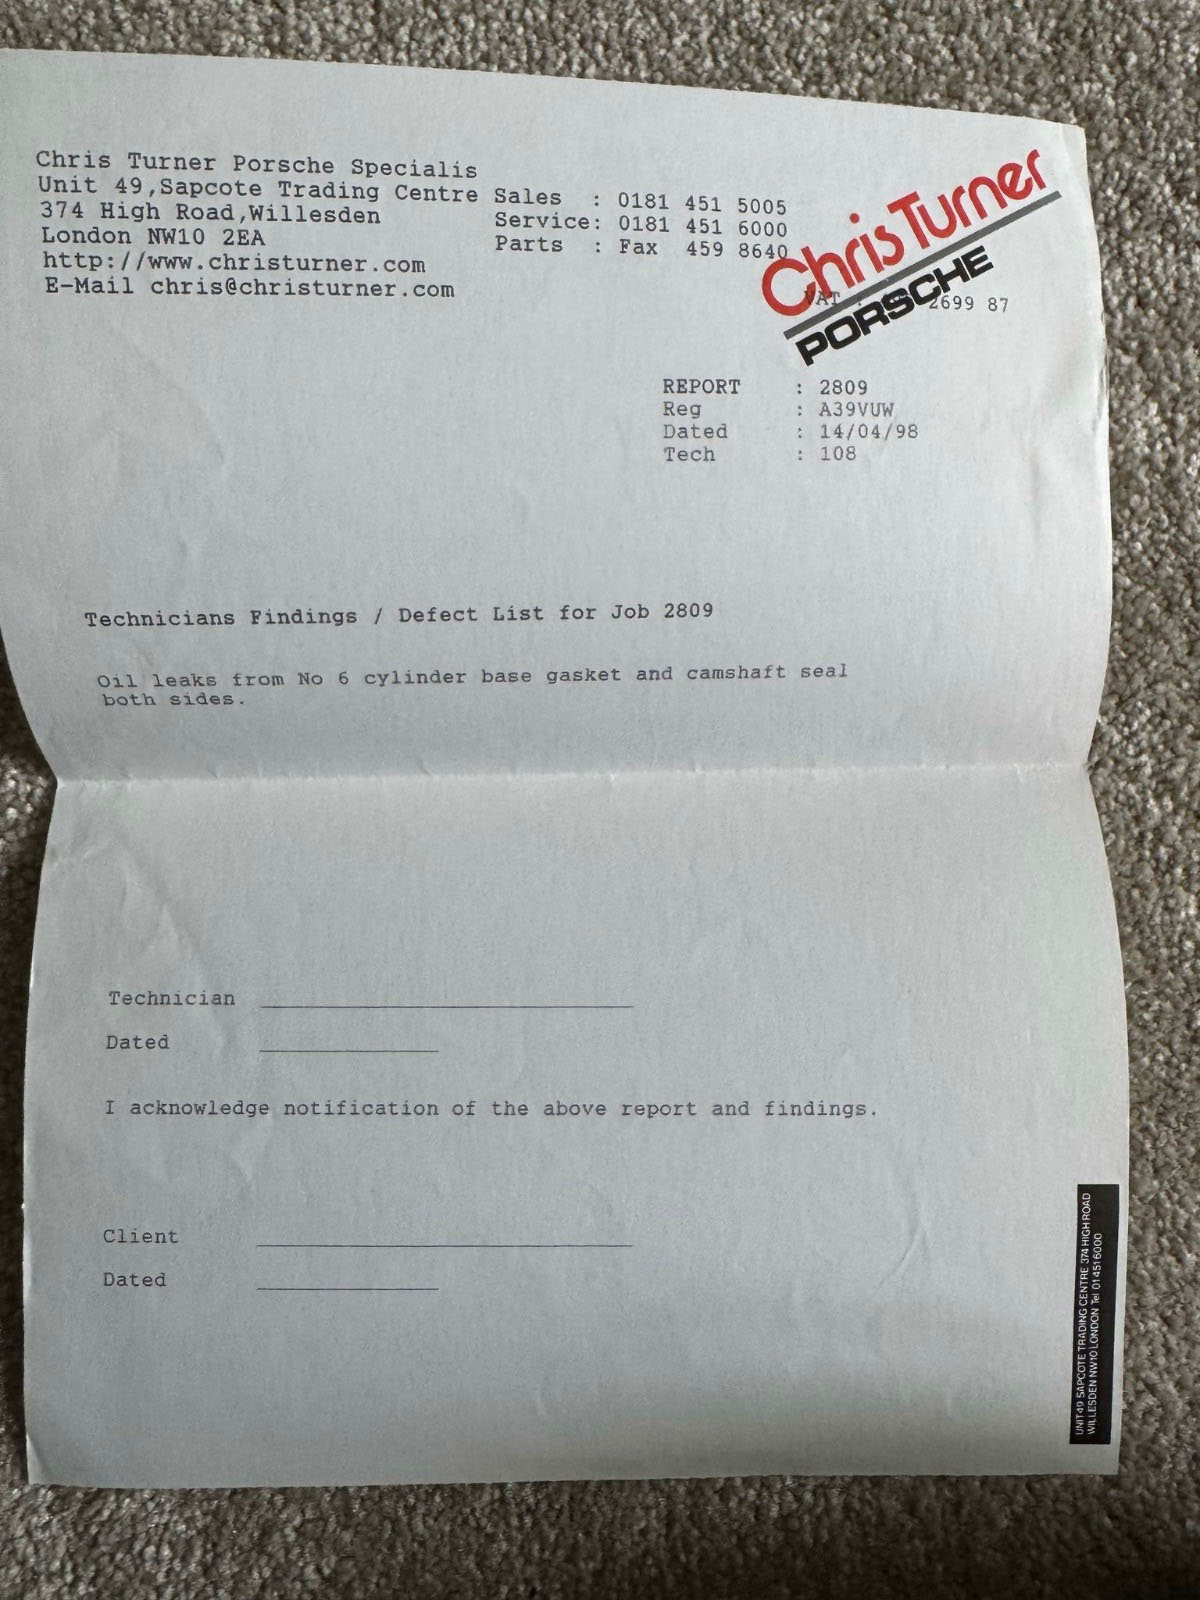 Chris Turner Porsche Specialis
Unit 49,Sapcote Trading Centre
374 High Road,Willesden
London NW10 2EA
http://www.christurner.com
E-Mail chris@christurner.com
Sales : 0181 451 5005
Service: 0181 451 6000
Parts : Fax 459 8640
Chris Turner
PORSCHE
VAT : 2699 87
REPORT : 2809
Reg : A39VUW
Dated : 14/04/98
Tech : 108
Technicians Findings / Defect List for Job 2809
Oil leaks from No 6 cylinder base gasket and camshaft seal
both sides.
Technician
Dated
I acknowledge notification of the above report and findings.
Client
Dated
UNIT 49 SAPCOTE TRADING CENTRE 374 HIGH ROAD
WILLESDEN NW10 LONDON Tel 01 451 6000